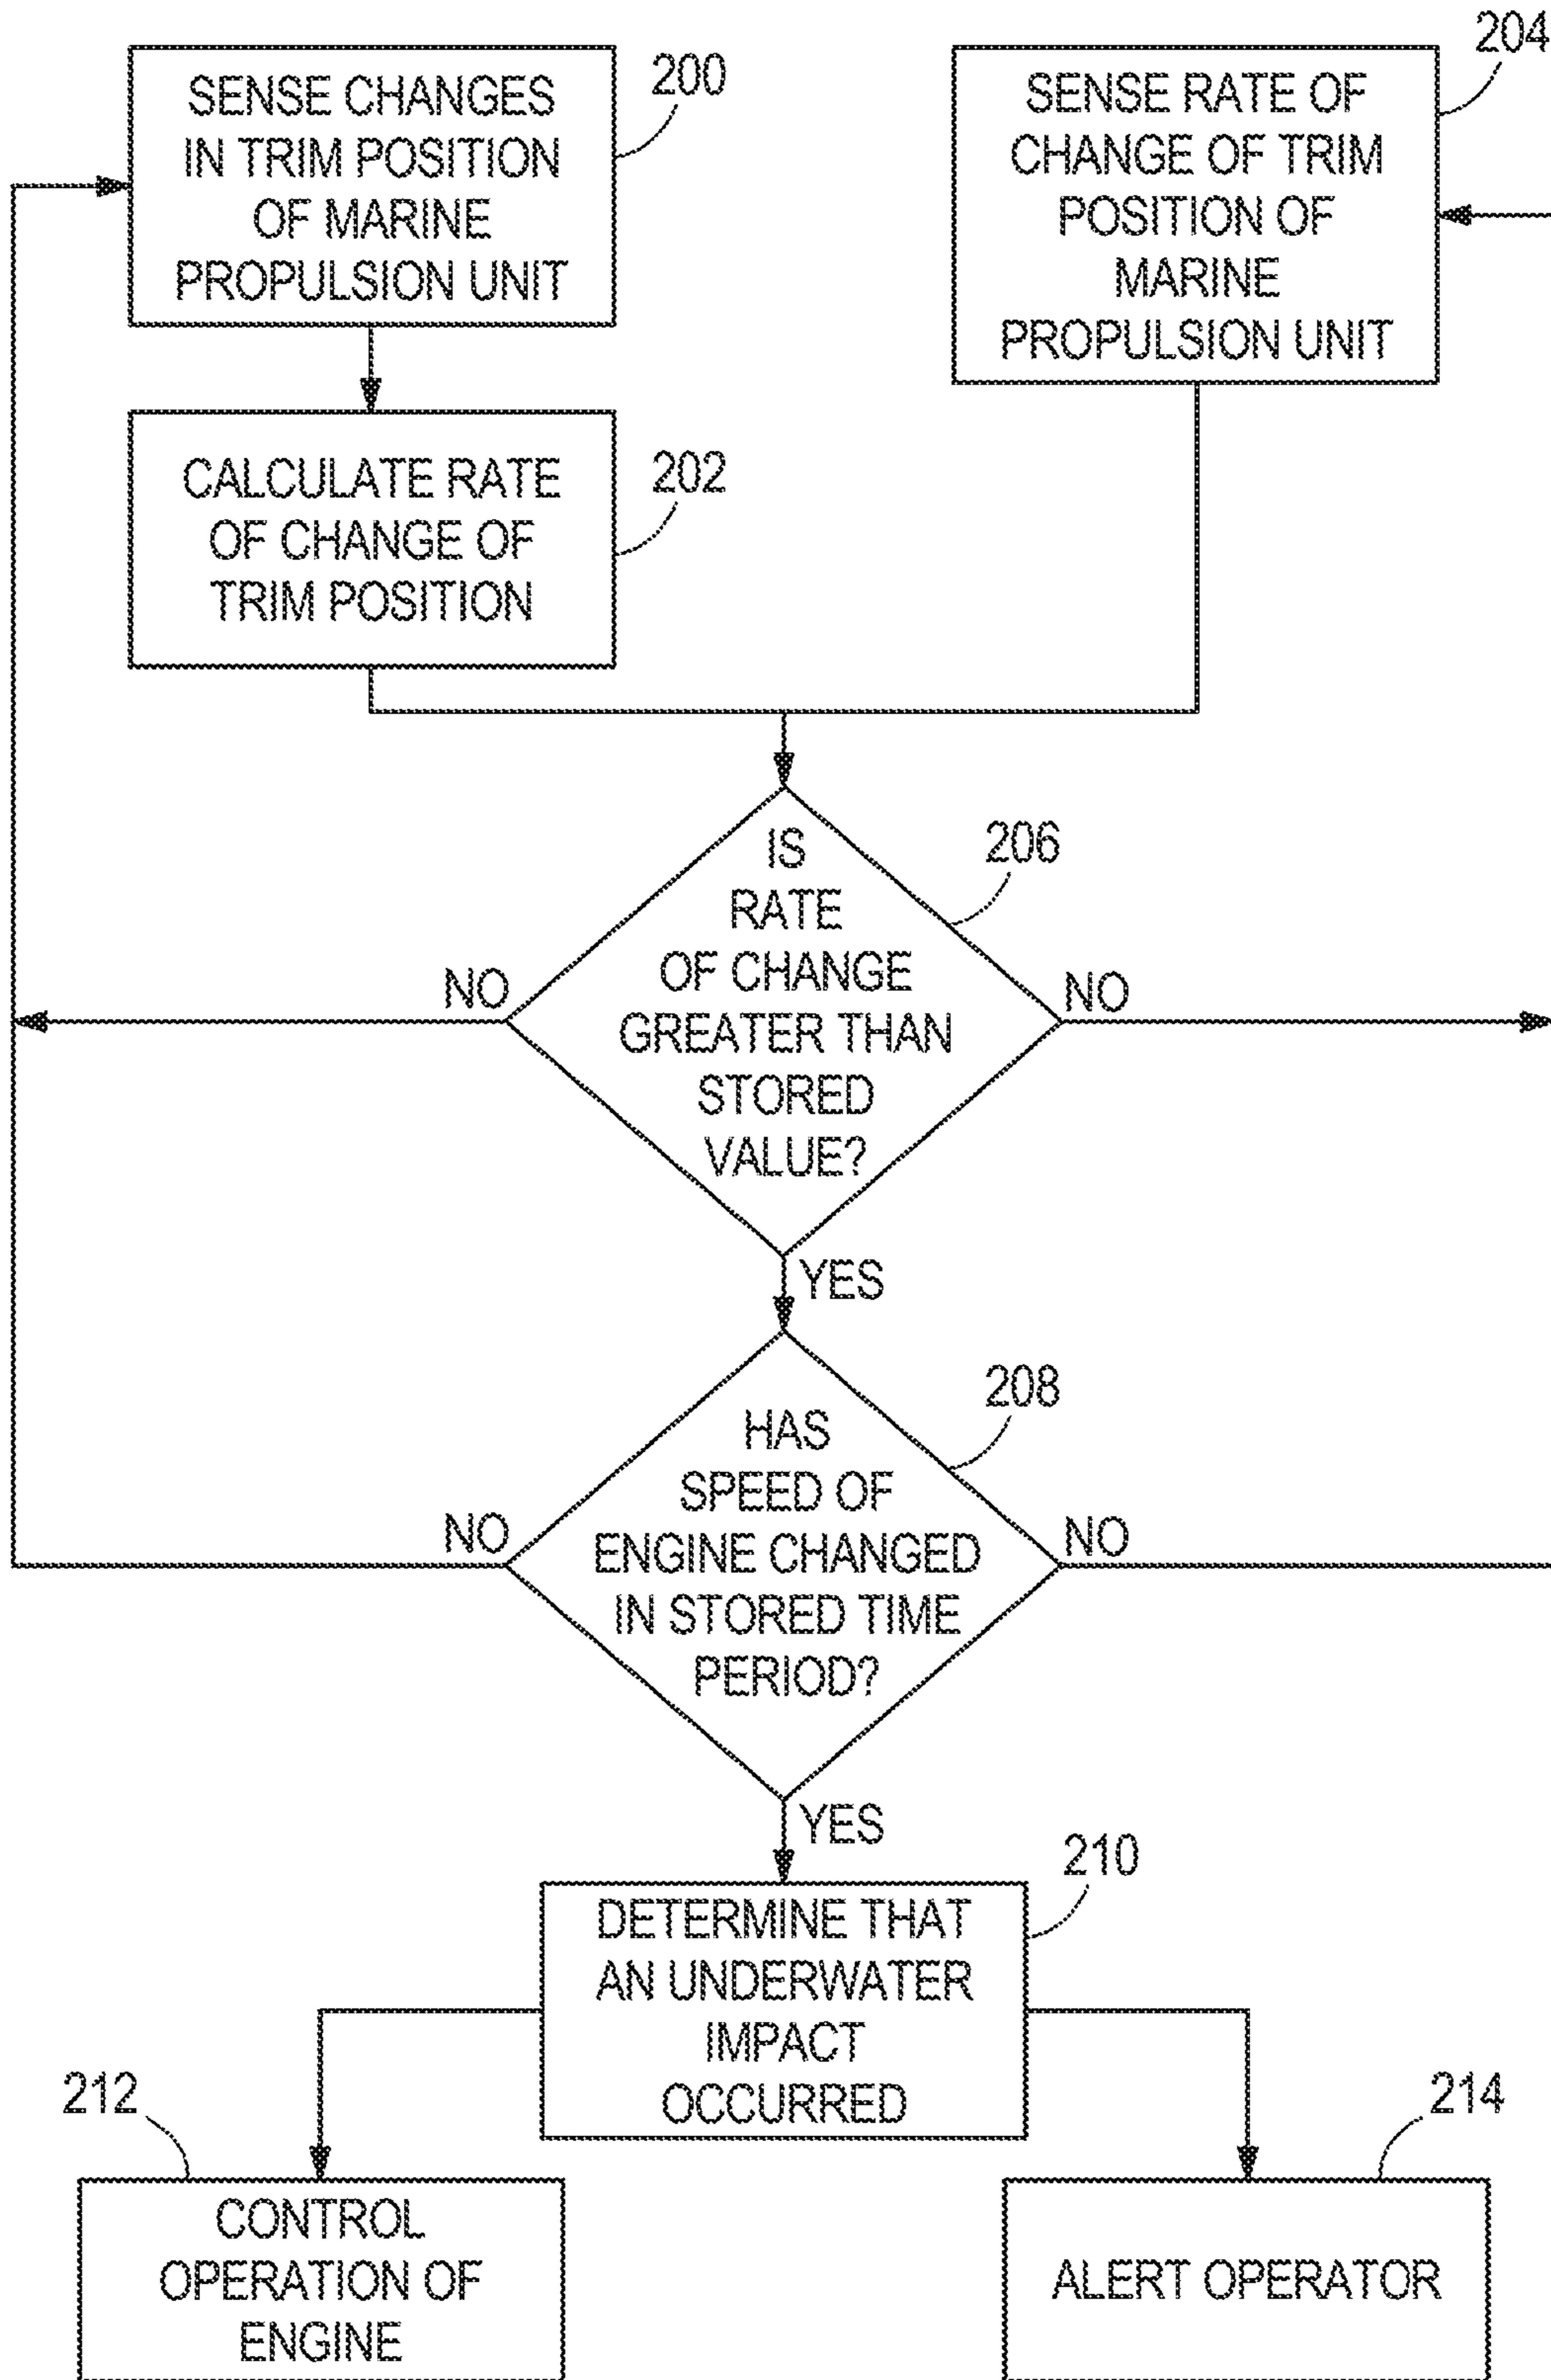 SENSE CHANGES
IN TRIM POSITION
OF MARINE
PROPULSION UNIT
200
SENSE RATE OF
CHANGE OF TRIM
POSITION OF
MARINE
PROPULSION UNIT
204
CALCULATE RATE
OF CHANGE OF
TRIM POSITION
202
IS
RATE
OF CHANGE
GREATER THAN
STORED
VALUE?
206
NO
NO
YES
HAS
SPEED OF
ENGINE CHANGED
IN STORED TIME
PERIOD?
208
NO
NO
YES
DETERMINE THAT
AN UNDERWATER
IMPACT
OCCURRED
210
212
CONTROL
OPERATION OF
ENGINE
214
ALERT OPERATOR